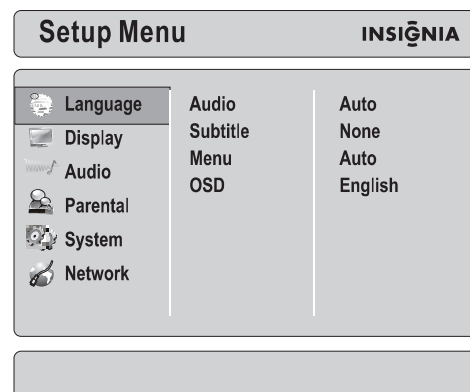 Setup Menu INSIGNIA
Language Audio Auto
Display Subtitle None
Audio Menu Auto
Parental OSD English
System
Network